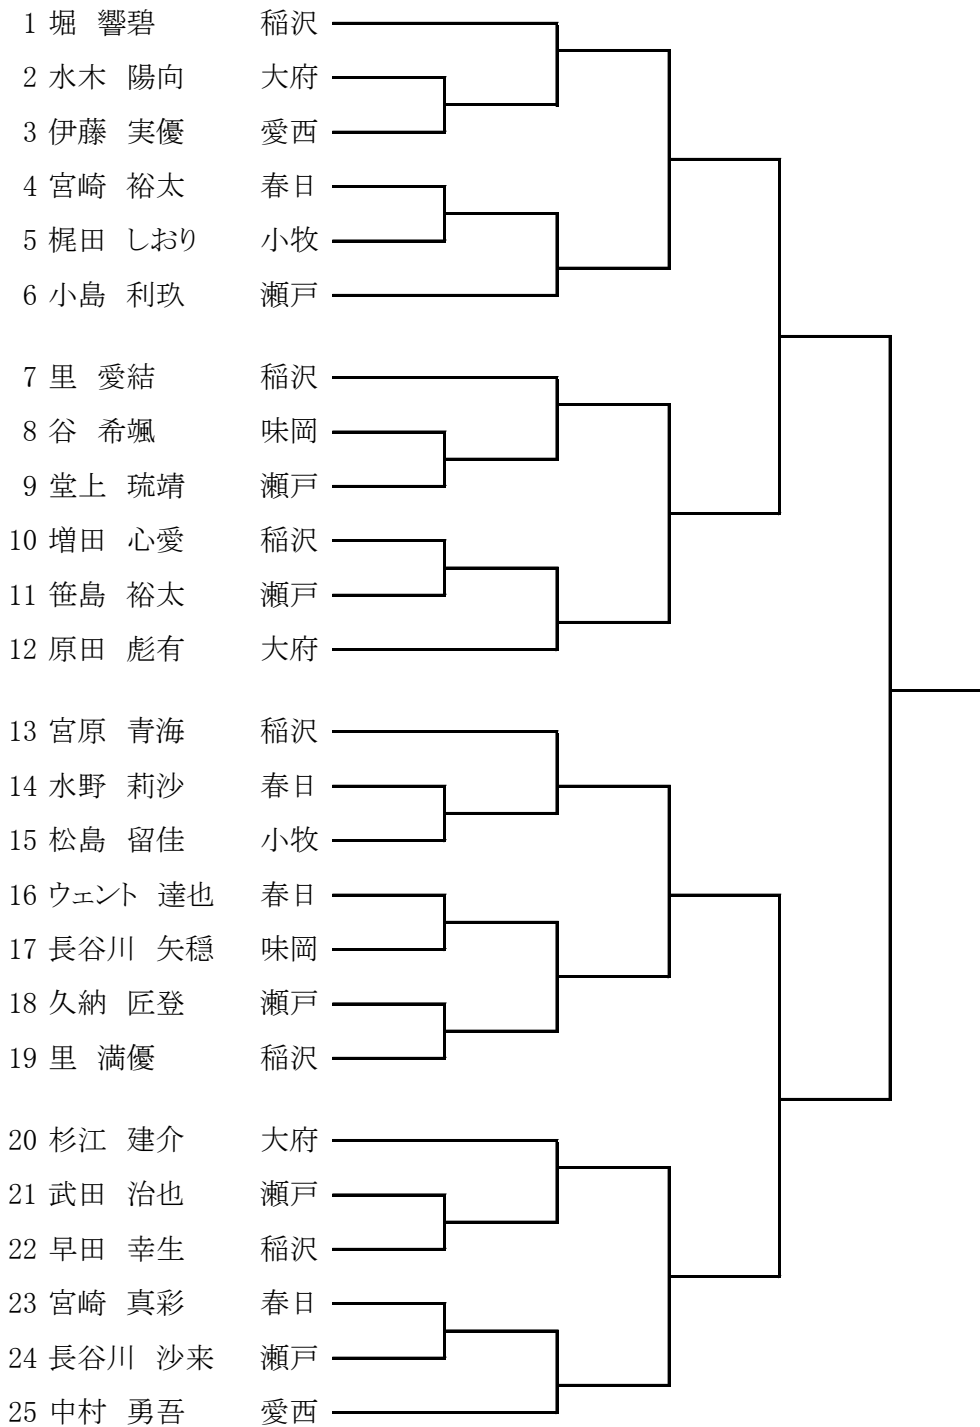 1 堀 響碧 稲沢
2 水木 陽向 大府
3 伊藤 実優 愛西
4 宮崎 裕太 春日
5 梶田 しおり 小牧
6 小島 利玖 瀬戸
7 里 愛結 稲沢
8 谷 希颯 味岡
9 堂上 琉靖 瀬戸
10 増田 心愛 稲沢
11 笹島 裕太 瀬戸
12 原田 彪有 大府
13 宮原 青海 稲沢
14 水野 莉沙 春日
15 松島 留佳 小牧
16 ウェント 達也 春日
17 長谷川 矢穏 味岡
18 久納 匠登 瀬戸
19 里 満優 稲沢
20 杉江 建介 大府
21 武田 治也 瀬戸
22 早田 幸生 稲沢
23 宮崎 真彩 春日
24 長谷川 沙来 瀬戸
25 中村 勇吾 愛西